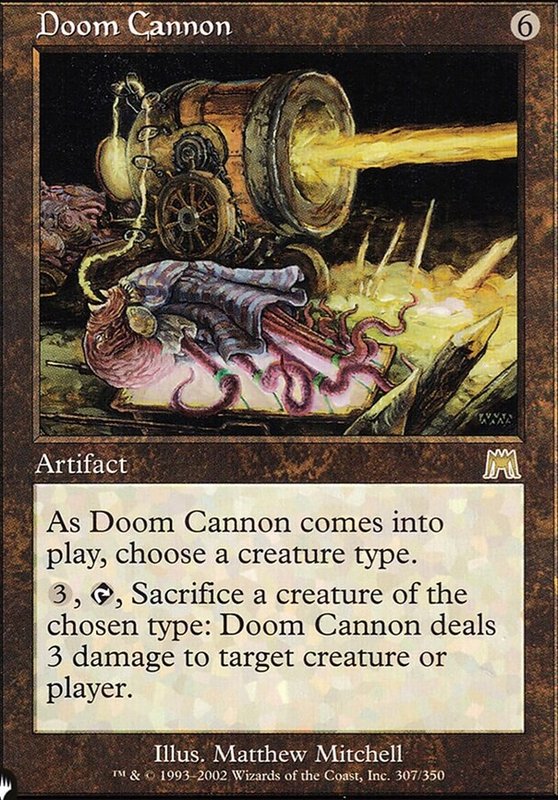 Doom Cannon 6
Artifact
As Doom Cannon comes into
play, choose a creature type.
3, , Sacrifice a creature of the
chosen type: Doom Cannon deals
3 damage to target creature or
player.
Illus. Matthew Mitchell
™ & © 1993-2002 Wizards of the Coast, Inc. 307/350